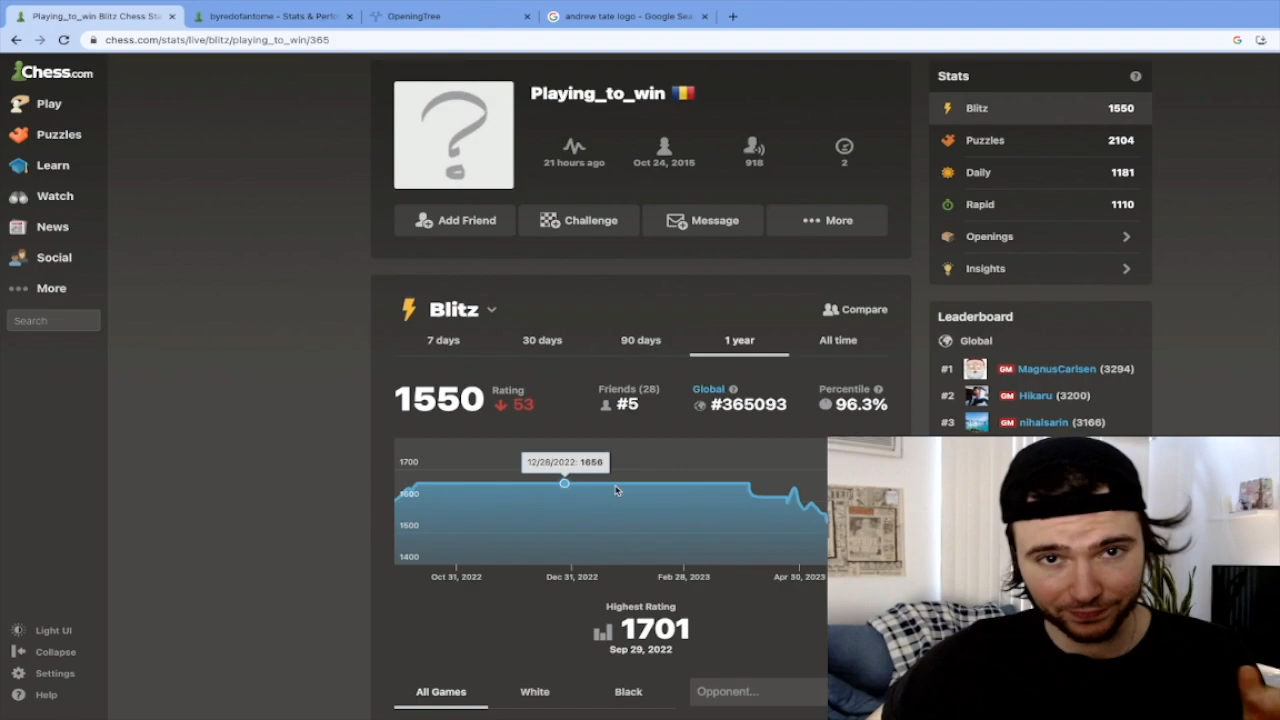 Playing_to_win Blitz Chess Sta
byredofantome - Stats & Perfo
OpeningTree
andrew tate logo - Google Sea
chess.com/stats/live/blitz/playing_to_win/365
Chess.com
Play
Puzzles
Learn
Watch
News
Social
More
Search
Light UI
Collapse
Settings
Help
Playing_to_win
21 hours ago
Oct 24, 2015
918
2
Add Friend
Challenge
Message
More
Blitz
Compare
7 days
30 days
90 days
1 year
All time
1550
Rating
53
Friends (28)
#5
Global
#365093
Percentile
96.3%
12/28/2022: 1656
1700
1600
1500
1400
Oct 31, 2022
Dec 31, 2022
Feb 28, 2023
Apr 30, 2023
Highest Rating
1701
Sep 29, 2022
All Games
White
Black
Opponent...
Stats
Blitz 1550
Puzzles 2104
Daily 1181
Rapid 1110
Openings
Insights
Leaderboard
Global
#1 GM MagnusCarlsen (3294)
#2 GM Hikaru (3200)
#3 GM nihalsarin (3166)